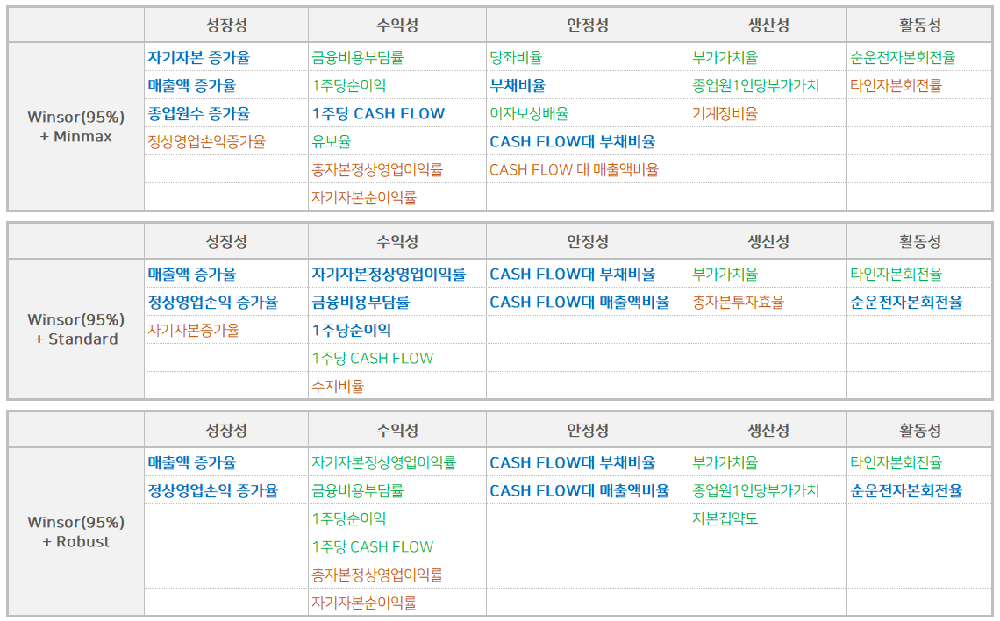 성장성 수익성 안정성 생산성 활동성
자기자본 증가율 금융비용부담률 당좌비율 부가가치율 순운전자본회전율
매출액 증가율 1주당순이익 부채비율 종업원1인당부가가치 타인자본회전률
Winsor(95%)
+ Minmax
종업원수 증가율 1주당 CASH FLOW 이자보상배율 기계장비율
정상영업손익증가율 유보율 CASH FLOW대 부채비율
총자본정상영업이익률 CASH FLOW 대 매출액비율
자기자본순이익률
성장성 수익성 안정성 생산성 활동성
매출액 증가율 자기자본정상영업이익률 CASH FLOW대 부채비율 부가가치율 타인자본회전율
정상영업손익 증가율 금융비용부담률 CASH FLOW대 매출액비율 총자본투자효율 순운전자본회전율
Winsor(95%)
+ Standard
자기자본증가율 1주당순이익
1주당 CASH FLOW
수지비율
성장성 수익성 안정성 생산성 활동성
매출액 증가율 자기자본정상영업이익률 CASH FLOW대 부채비율 부가가치율 타인자본회전율
정상영업손익 증가율 금융비용부담률 CASH FLOW대 매출액비율 종업원1인당부가가치 순운전자본회전율
Winsor(95%)
+ Robust
1주당순이익 자본집약도
1주당 CASH FLOW
총자본정상영업이익률
자기자본순이익률